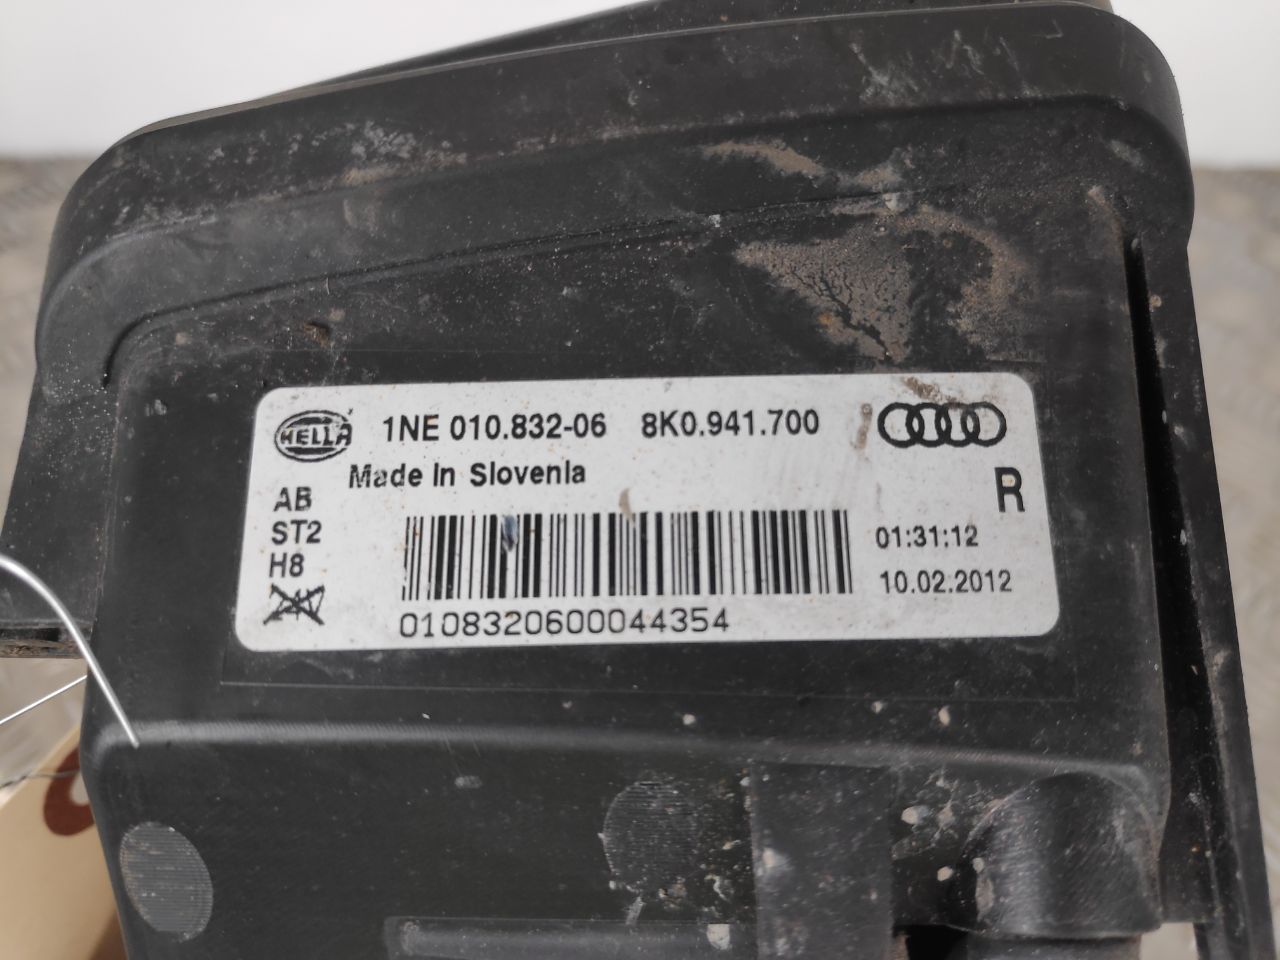 HELLA 1NE 010.832-06 8K0.941.700
Made in Slovenia
AB
ST2
H8
R
01:31:12
10.02.2012
0108320600044354